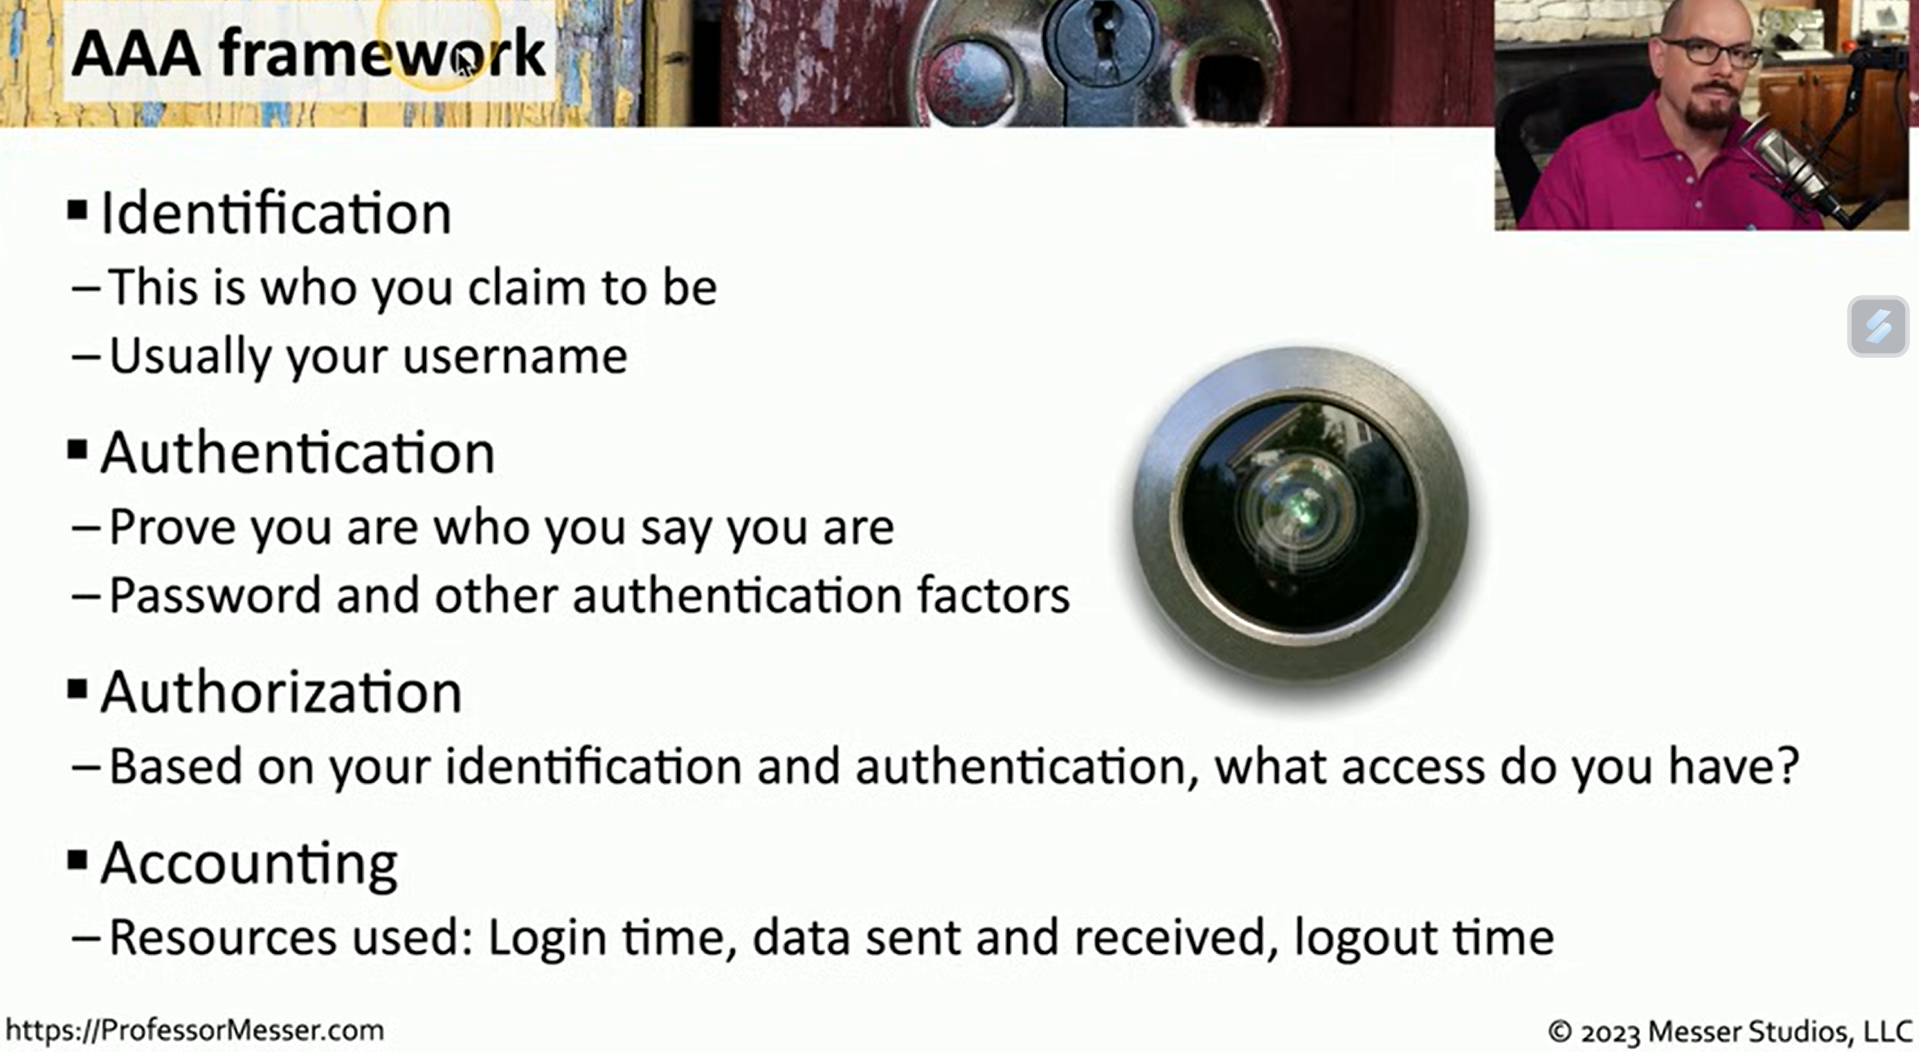 AAA framework
▪ Identification
– This is who you claim to be
– Usually your username
▪ Authentication
– Prove you are who you say you are
– Password and other authentication factors
▪ Authorization
– Based on your identification and authentication, what access do you have?
▪ Accounting
– Resources used: Login time, data sent and received, logout time
https://ProfessorMesser.com
© 2023 Messer Studios, LLC